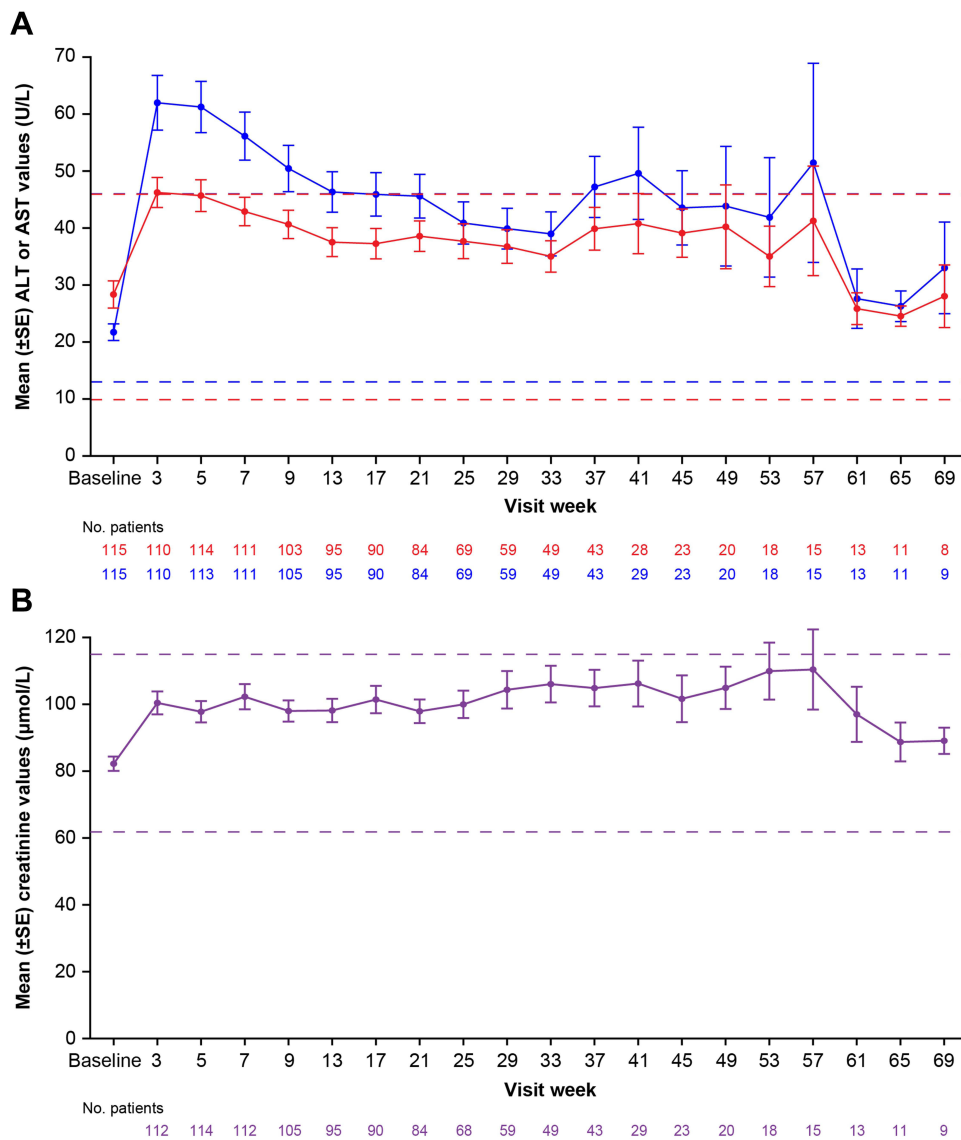 A
Mean (±SE) ALT or AST values (U/L)
70
60
50
40
30
20
10
0
Baseline 3 5 7 9 13 17 21 25 29 33 37 41 45 49 53 57 61 65 69
Visit week
No. patients
115 110 114 111 103 95 90 84 69 59 49 43 28 23 20 18 15 13 11 8
115 110 113 111 105 95 90 84 69 59 49 43 29 23 20 18 15 13 11 9
B
Mean (±SE) creatinine values (µmol/L)
120
100
80
60
40
20
0
Baseline 3 5 7 9 13 17 21 25 29 33 37 41 45 49 53 57 61 65 69
Visit week
No. patients
112 114 112 105 95 90 84 68 59 49 43 29 23 20 18 15 13 11 9